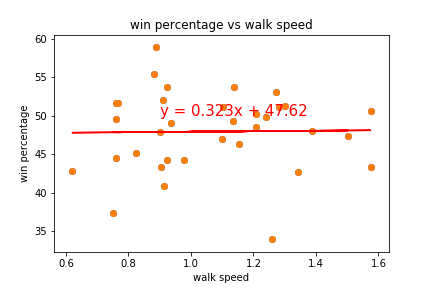 win percentage vs walk speed
60
55
50
45
40
35
win percentage
y = 0.323x + 47.62
0.6 0.8 1.0 1.2 1.4 1.6
walk speed